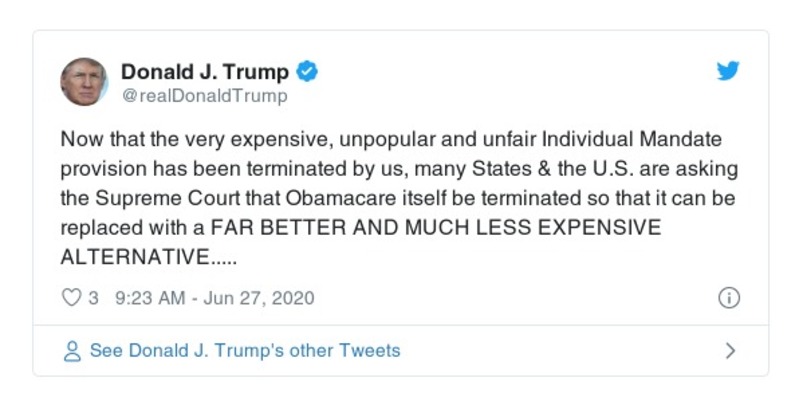 Donald J. Trump
@realDonaldTrump
Now that the very expensive, unpopular and unfair Individual Mandate
provision has been terminated by us, many States & the U.S. are asking
the Supreme Court that Obamacare itself be terminated so that it can be
replaced with a FAR BETTER AND MUCH LESS EXPENSIVE
ALTERNATIVE.....
3 9:23 AM - Jun 27, 2020
See Donald J. Trump's other Tweets